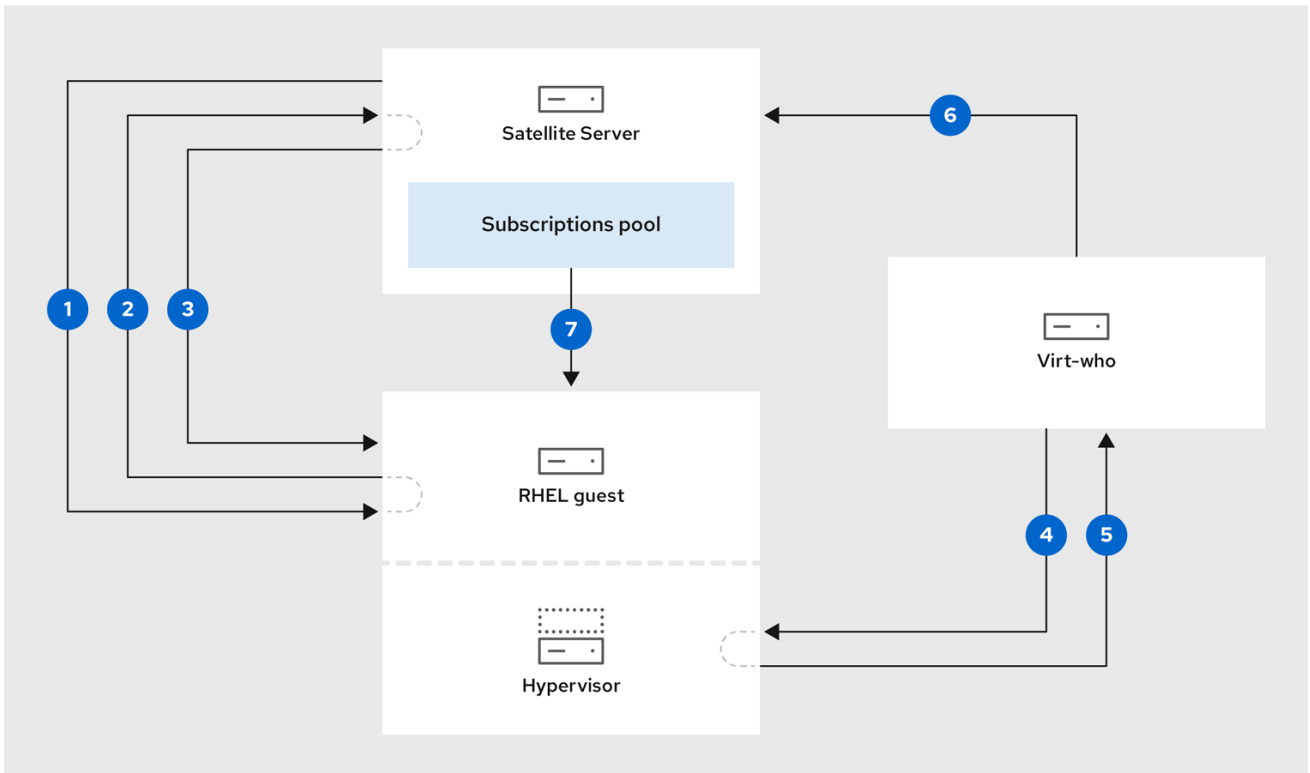 Satellite Server
6
Subscriptions pool
1
2
3
7
Virt-who
RHEL guest
4
5
Hypervisor